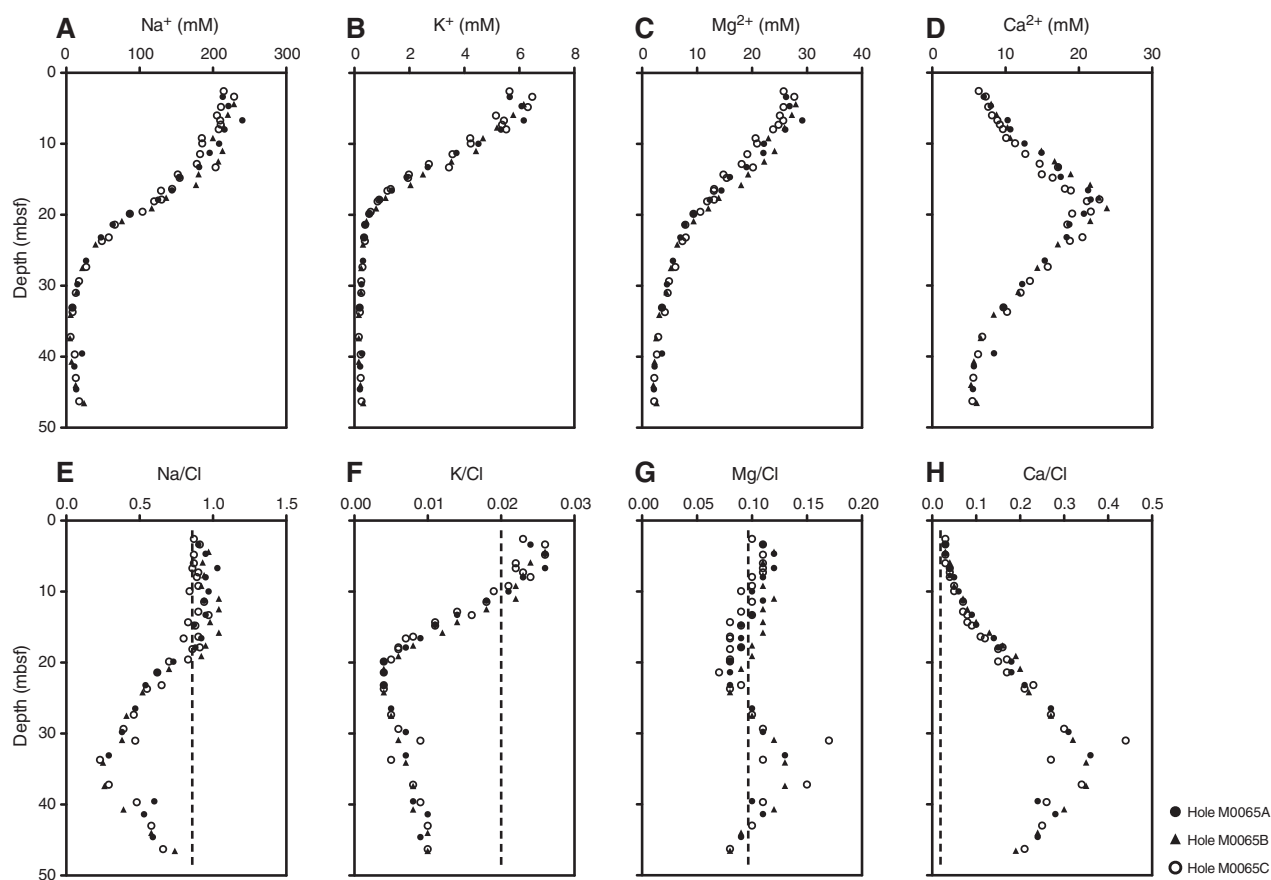 A Na⁺ (mM) B K⁺ (mM) C Mg²⁺ (mM) D Ca²⁺ (mM)
0 100 200 300 0 2 4 6 8 0 10 20 30 40 0 10 20 30
0
10
20
30
40
50
Depth (mbsf)
E Na/Cl F K/Cl G Mg/Cl H Ca/Cl
0.0 0.5 1.0 1.5 0.00 0.01 0.02 0.03 0.00 0.05 0.10 0.15 0.20 0.0 0.1 0.2 0.3 0.4 0.5
0
10
20
30
40
50
Depth (mbsf)
Hole M0065A
Hole M0065B
Hole M0065C